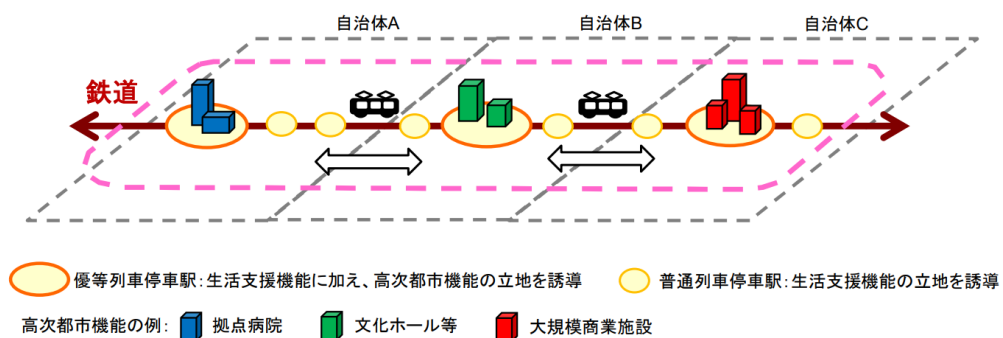 自治体A
自治体B
自治体C
鉄道
優等列車停車駅：生活支援機能に加え、高次都市機能の立地を誘導
普通列車停車駅：生活支援機能の立地を誘導
高次都市機能の例：
拠点病院
文化ホール等
大規模商業施設